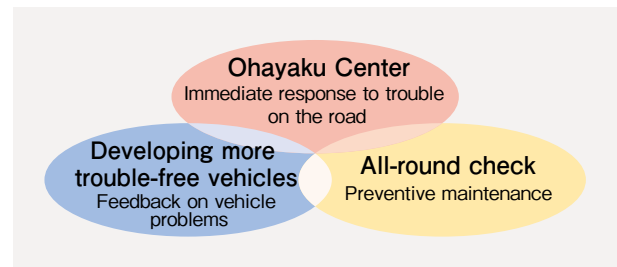 Ohayaku Center
Immediate response to trouble
on the road
Developing more
trouble-free vehicles
Feedback on vehicle
problems
All-round check
Preventive maintenance